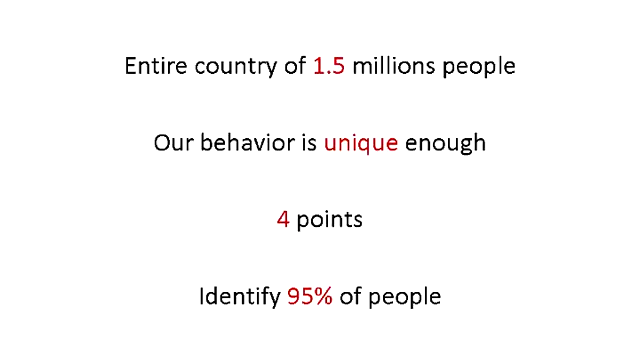 Entire country of 1.5 millions people
Our behavior is unique enough
4 points
Identify 95% of people